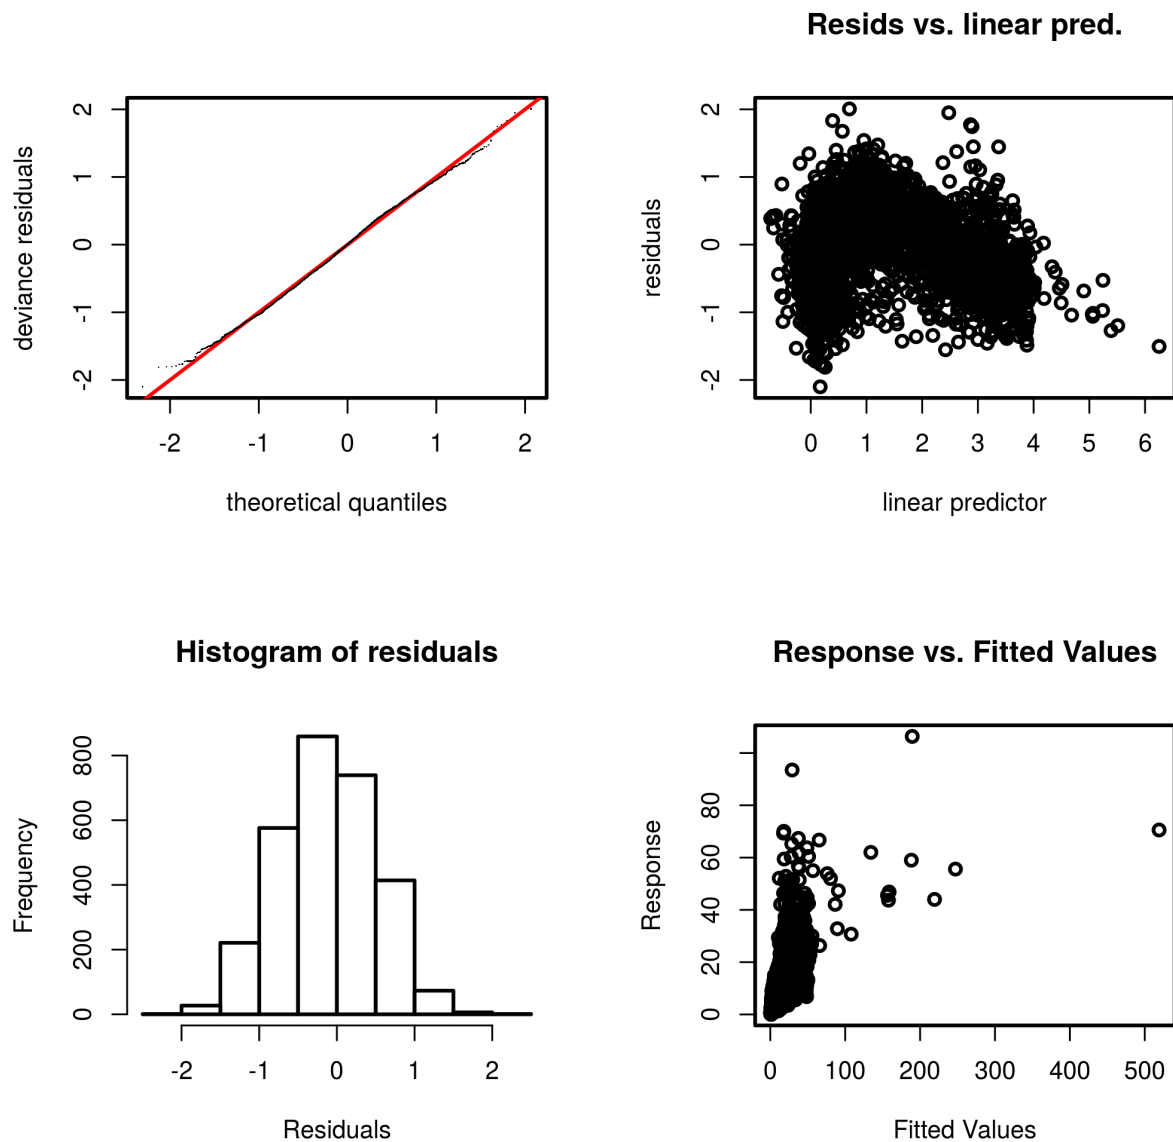 deviance residuals
2
1
0
-1
-2
-2 -1 0 1 2
theoretical quantiles
Resids vs. linear pred.
residuals
2
1
0
-1
-2
0 1 2 3 4 5 6
linear predictor
Histogram of residuals
Frequency
800
600
400
200
0
-2 -1 0 1 2
Residuals
Response vs. Fitted Values
Response
80
60
40
20
0
0 100 200 300 400 500
Fitted Values